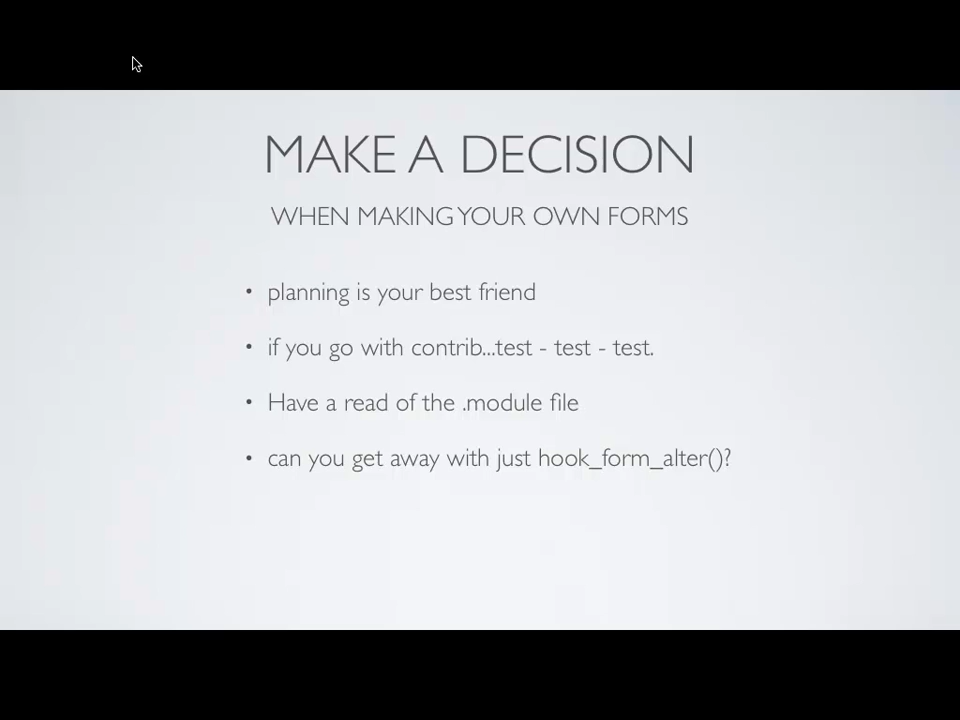 MAKE A DECISION
WHEN MAKING YOUR OWN FORMS
• planning is your best friend
• if you go with contrib...test - test - test.
• Have a read of the .module file
• can you get away with just hook_form_alter()?